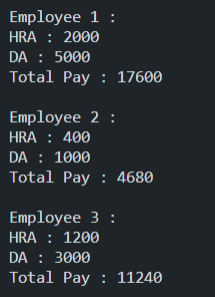 Employee 1 :
HRA : 2000
DA : 5000
Total Pay : 17600

Employee 2 :
HRA : 400
DA : 1000
Total Pay : 4680

Employee 3 :
HRA : 1200
DA : 3000
Total Pay : 11240